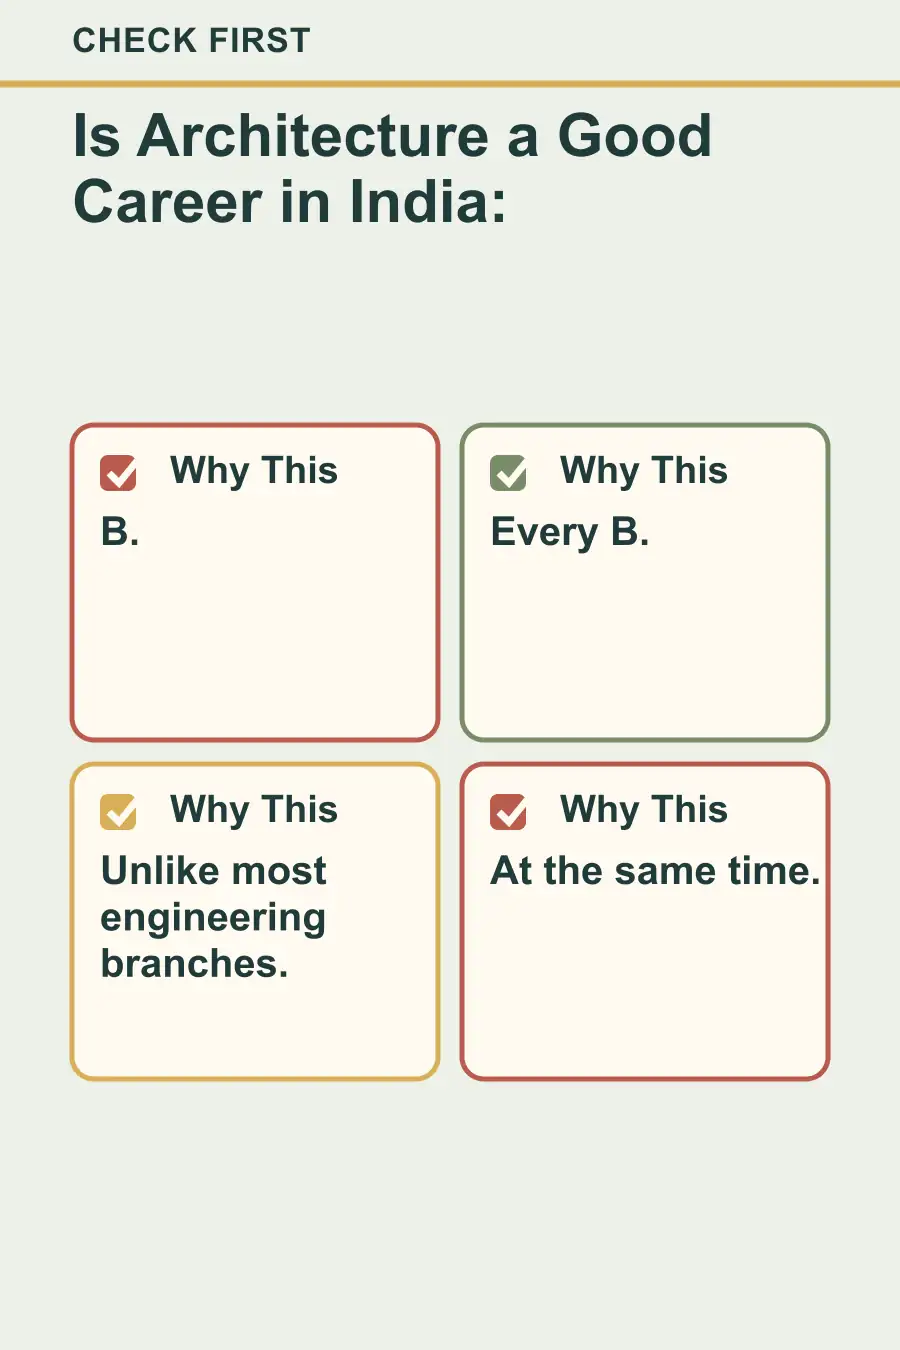 CHECK FIRST
Is Architecture a Good
Career in India:
Why This
B.
Why This
Every B.
Why This
Unlike most
engineering
branches.
Why This
At the same time.